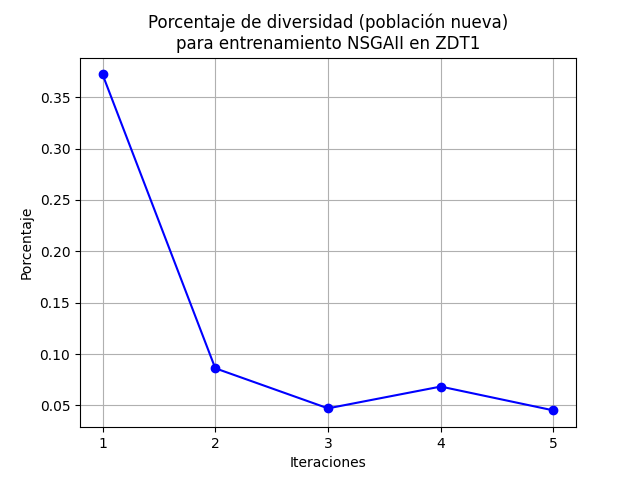 Porcentaje de diversidad (población nueva)
para entrenamiento NSGAII en ZDT1
Porcentaje
0.35
0.30
0.25
0.20
0.15
0.10
0.05
1 2 3 4 5
Iteraciones